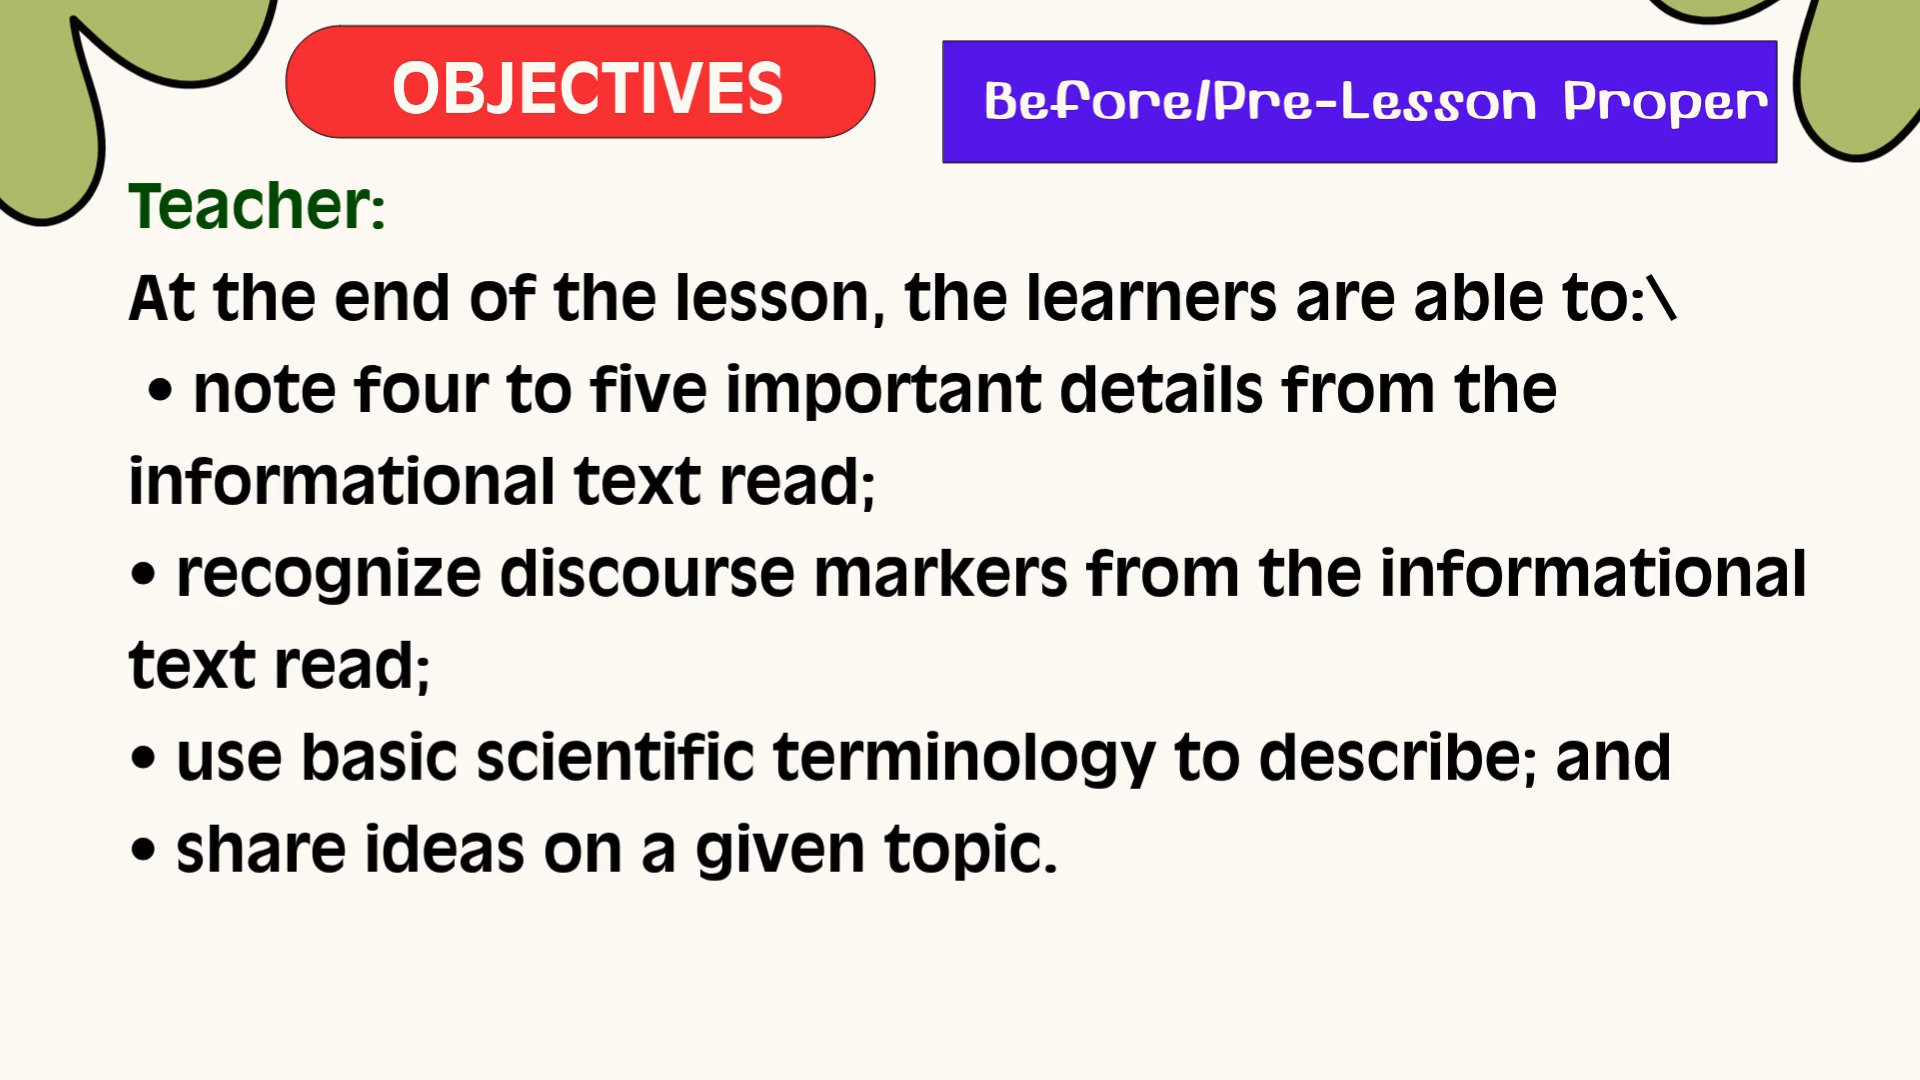 OBJECTIVES
Before/Pre-Lesson Proper
Teacher:
At the end of the lesson, the learners are able to:\
• note four to five important details from the
informational text read;
• recognize discourse markers from the informational
text read;
• use basic scientific terminology to describe; and
• share ideas on a given topic.